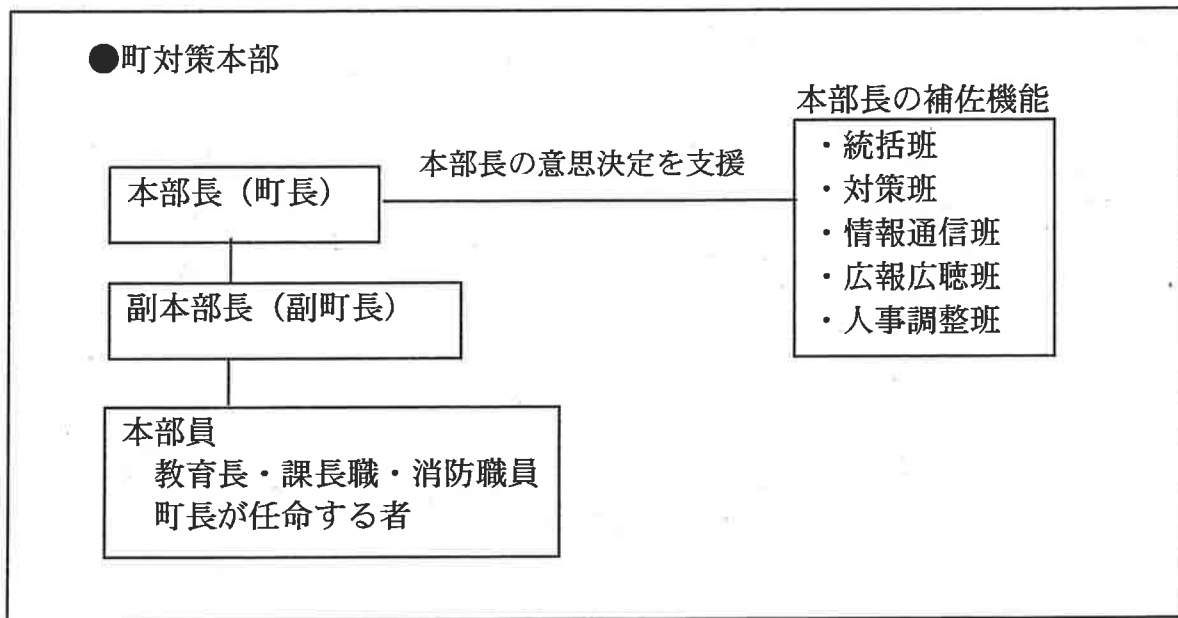 ●町対策本部
本部長の補佐機能
・統括班
・対策班
・情報通信班
・広報広聴班
・人事調整班
本部長の意思決定を支援
本部長（町長）
副本部長（副町長）
本部員
教育長・課長職・消防職員
町長が任命する者